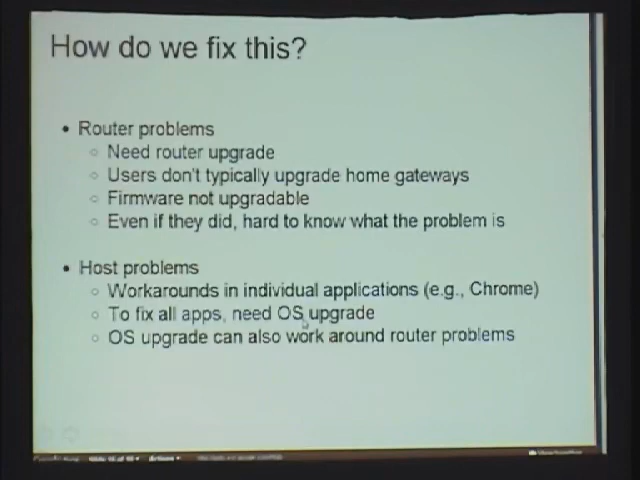 How do we fix this?
• Router problems
○ Need router upgrade
○ Users don't typically upgrade home gateways
○ Firmware not upgradable
○ Even if they did, hard to know what the problem is
• Host problems
○ Workarounds in individual applications (e.g., Chrome)
○ To fix all apps, need OS upgrade
○ OS upgrade can also work around router problems